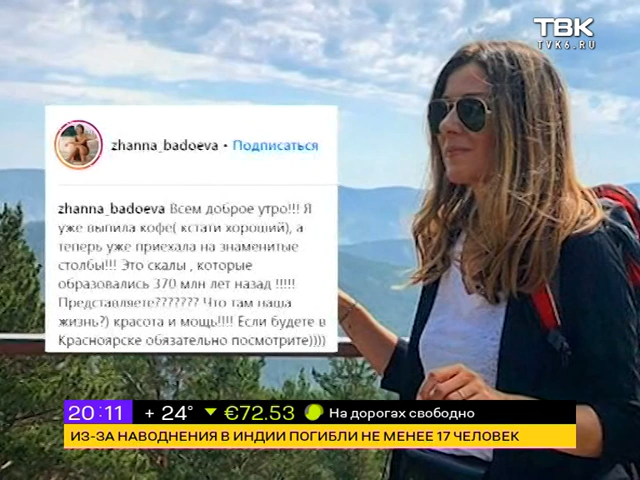 ТВК
TVK6.RU
zhanna_badoeva • Подписаться
zhanna_badoeva Всем доброе утро!!! Я
уже выпила кофе( кстати хороший), а
теперь уже приехала на знаменитые
столбы!!! Это скалы , которые
образовались 370 млн лет назад !!!!!
Представляете??????? Что там наша
жизнь?) красота и мощь!!!! Если будете в
Красноярске обязательно посмотрите))))
20:11 + 24° €72.53 На дорогах свободно
ИЗ-ЗА НАВОДНЕНИЯ В ИНДИИ ПОГИБЛИ НЕ МЕНЕЕ 17 ЧЕЛОВЕК